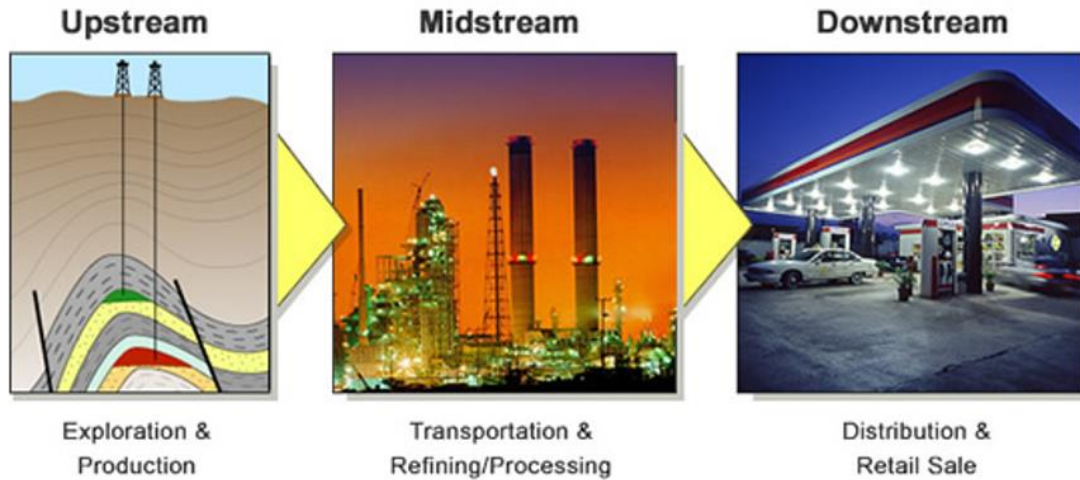 Upstream
Midstream
Downstream
Exploration &
Production
Transportation &
Refining/Processing
Distribution &
Retail Sale